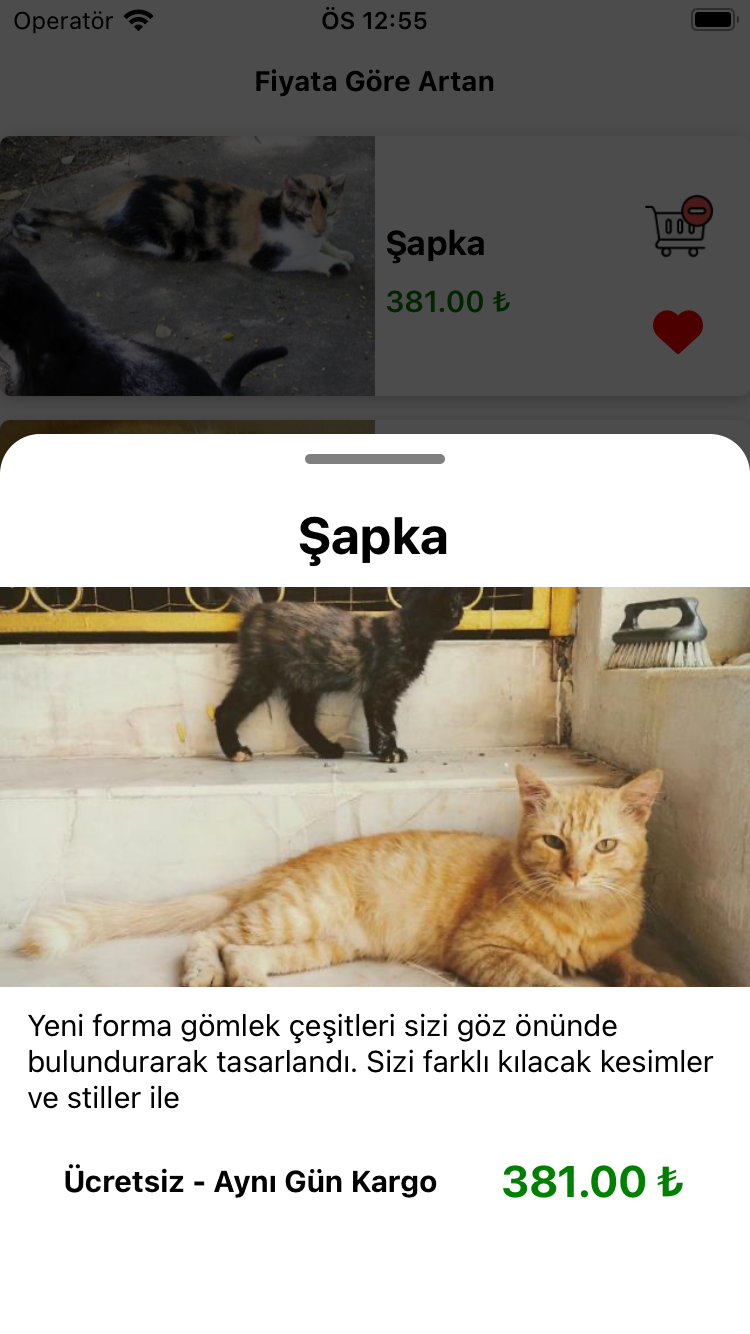 Operatör
ÖS 12:55
Fiyata Göre Artan
Şapka
381.00 ₺
Şapka
Yeni forma gömlek çeşitleri sizi göz önünde
bulundurarak tasarlandı. Sizi farklı kılacak kesimler
ve stiller ile
Ücretsiz - Aynı Gün Kargo
381.00 ₺